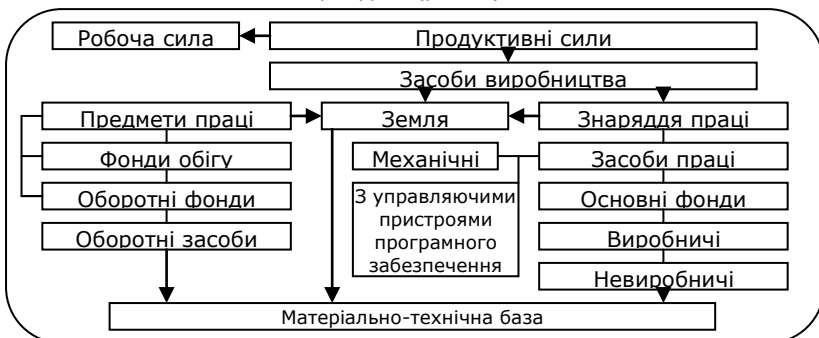 Робоча сила
Продуктивні сили
Засоби виробництва
Предмети праці
Земля
Знаряддя праці
Фонди обігу
Механічні
Засоби праці
Оборотні фонди
З управляючими
пристроями
програмного
забезпечення
Основні фонди
Оборотні засоби
Виробничі
Невиробничі
Матеріально-технічна база